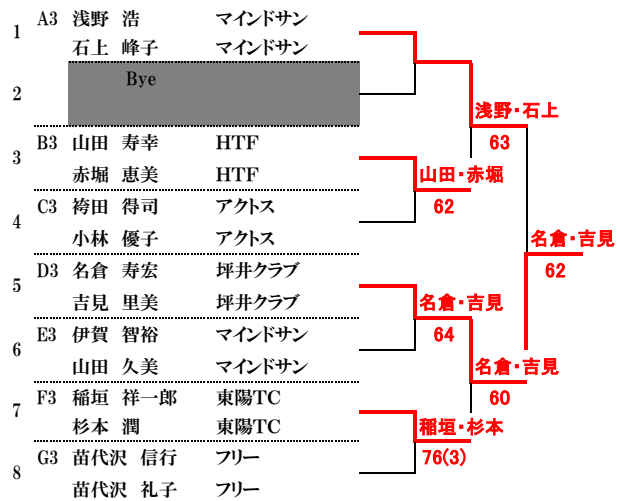 1 A3 浅野 浩 マインドサン
石上 峰子 マインドサン
2 Bye
浅野・石上
63
3 B3 山田 寿幸 HTF
赤堀 恵美 HTF
山田・赤堀
62
4 C3 袴田 得司 アクトス
小林 優子 アクトス
名倉・吉見
62
5 D3 名倉 寿宏 坪井クラブ
吉見 里美 坪井クラブ
名倉・吉見
64
6 E3 伊賀 智裕 マインドサン
山田 久美 マインドサン
名倉・吉見
60
7 F3 稲垣 祥一郎 東陽TC
杉本 潤 東陽TC
稲垣・杉本
76(3)
8 G3 苗代沢 信行 フリー
苗代沢 礼子 フリー